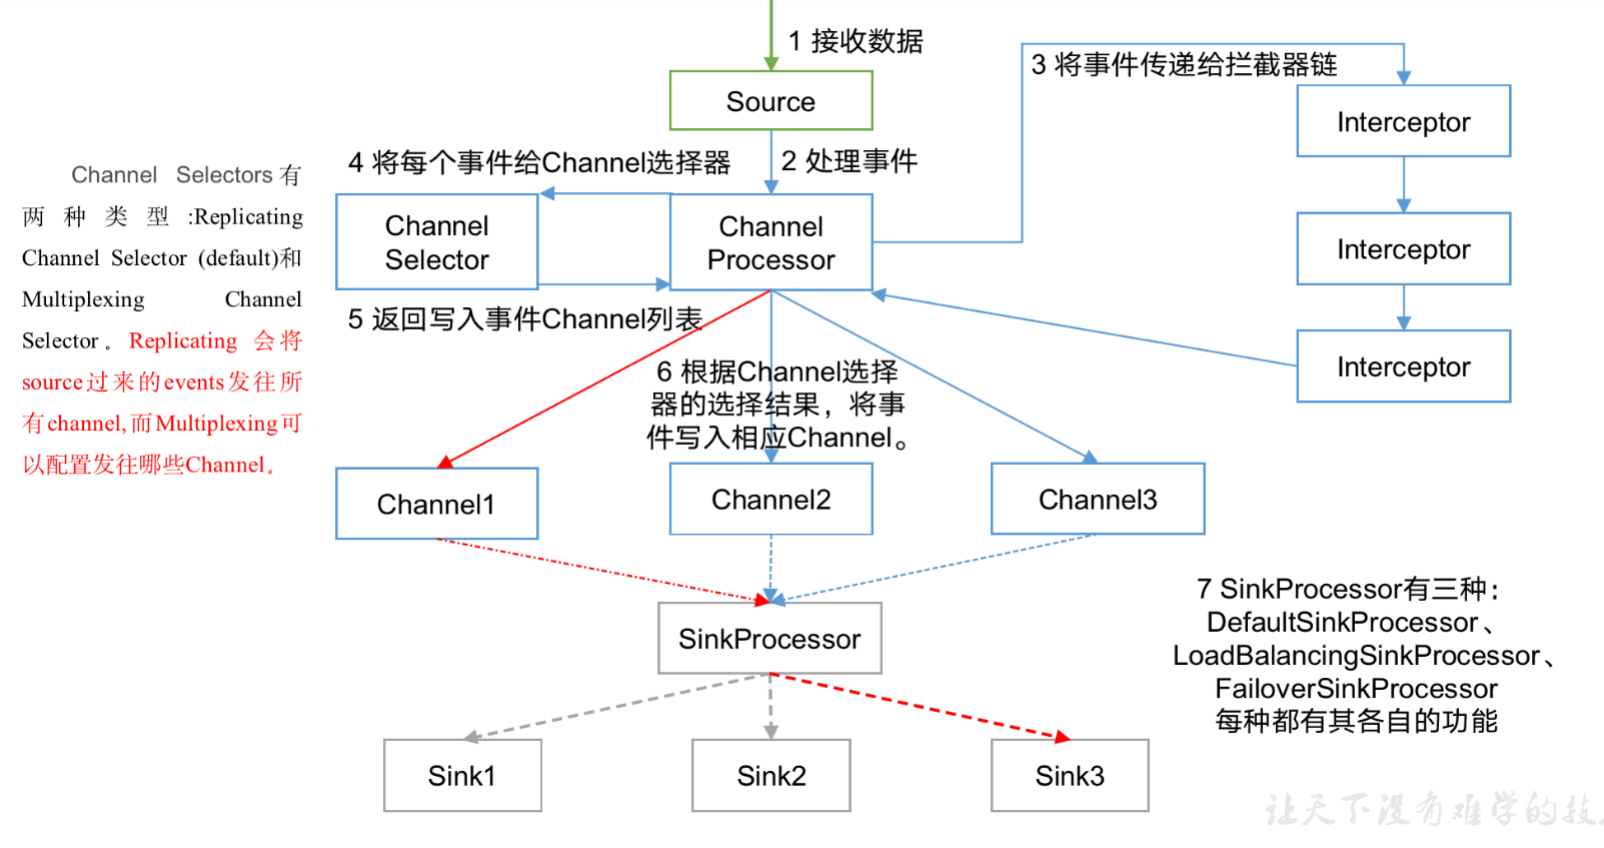 1 接收数据
3 将事件传递给拦截器链
Source
Interceptor
4 将每个事件给Channel选择器
2 处理事件
Channel Selectors有
两种类型:Replicating
Channel Selector (default)和
Multiplexing Channel
Selector。Replicating 会将
source过来的events发往所
有channel,而Multiplexing可
以配置发往哪些Channel。
Channel
Selector
Channel
Processor
Interceptor
5 返回写入事件Channel列表
Interceptor
6 根据Channel选择
器的选择结果，将事
件写入相应Channel。
Channel1
Channel2
Channel3
SinkProcessor
7 SinkProcessor有三种：
DefaultSinkProcessor、
LoadBalancingSinkProcessor、
FailoverSinkProcessor
每种都有其各自的功能
Sink1
Sink2
Sink3
让天下没有难学的技